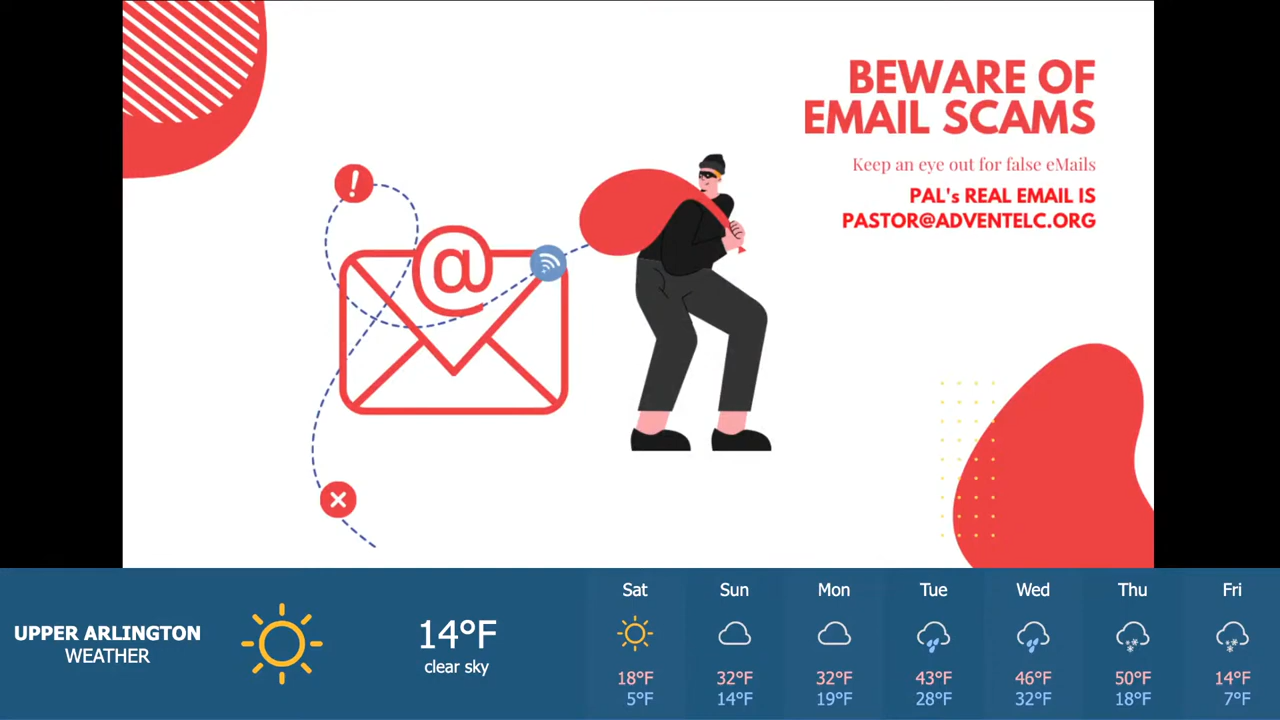 BEWARE OF
EMAIL SCAMS
Keep an eye out for false eMails
PAL's REAL EMAIL IS
PASTOR@ADVENTELC.ORG
!
@
UPPER ARLINGTON
WEATHER
14°F
clear sky
Sat Sun Mon Tue Wed Thu Fri
18°F 32°F 32°F 43°F 46°F 50°F 14°F
5°F 14°F 19°F 28°F 32°F 18°F 7°F